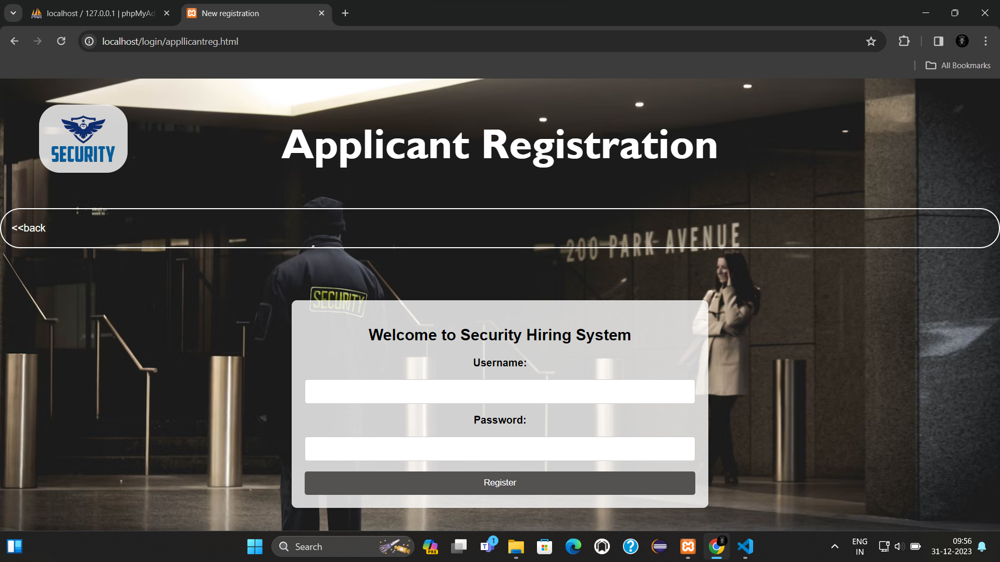 localhost / 127.0.0.1 | phpMyAd
New registration
localhost/login/appllicantreg.html
All Bookmarks
SECURITY
Applicant Registration
<<back
200 PARK AVENUE
SECURITY
Welcome to Security Hiring System
Username:
Password:
Register
Search
PRE
T
1
ENG
IN
09:56
31-12-2023